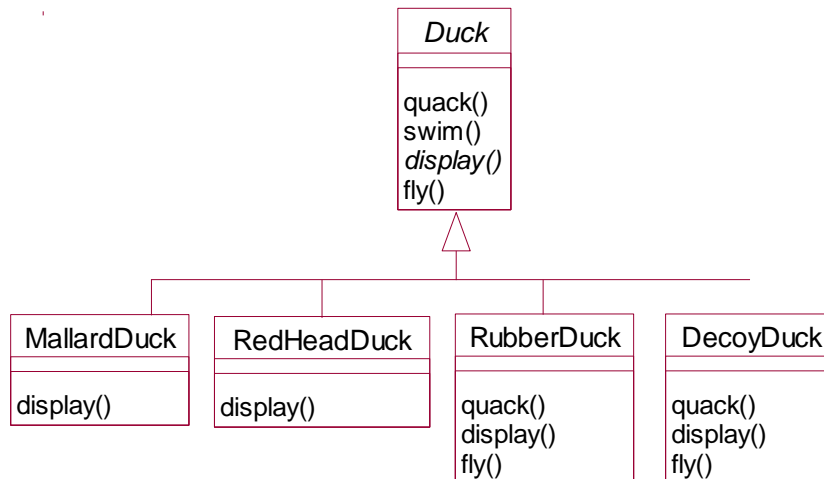 Duck
quack()
swim()
display()
fly()
MallardDuck
display()
RedHeadDuck
display()
RubberDuck
quack()
display()
fly()
DecoyDuck
quack()
display()
fly()